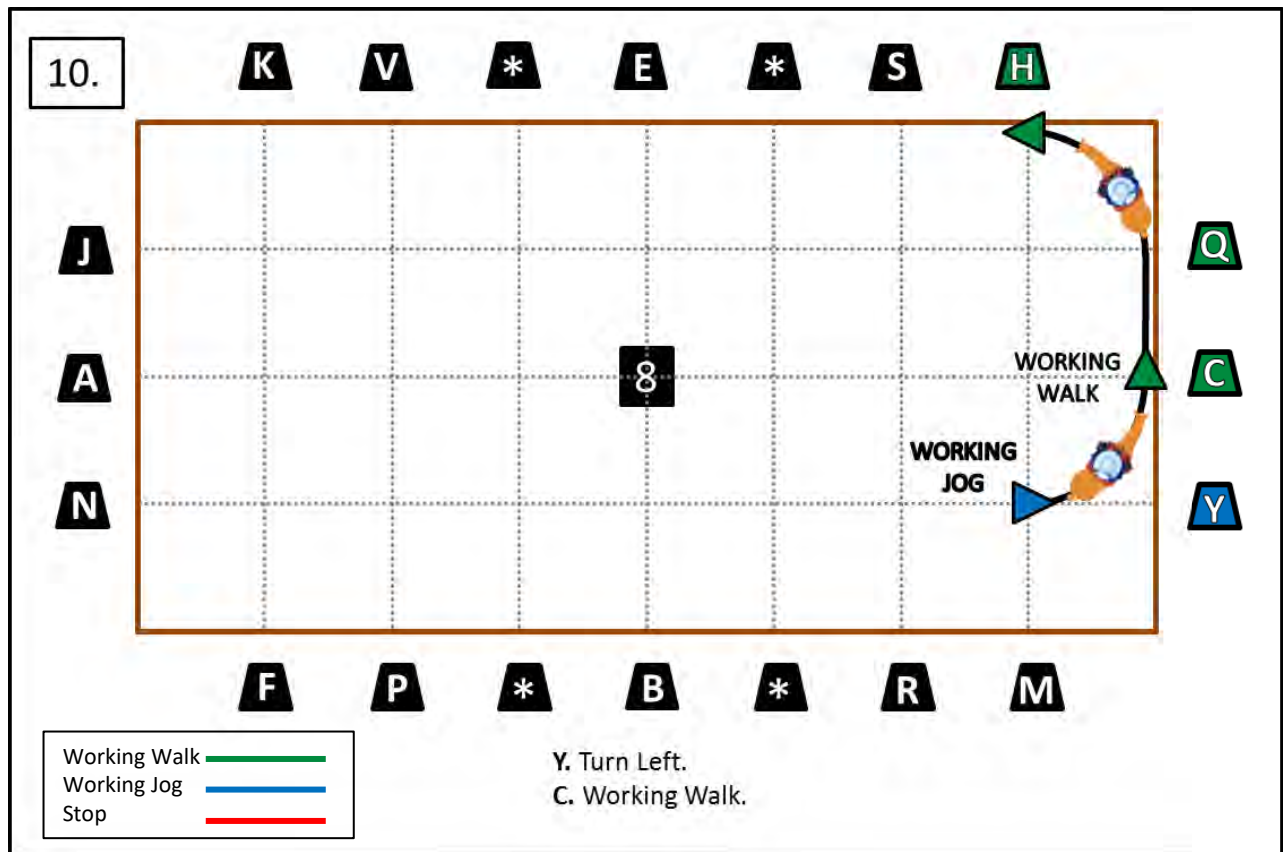 10.
K V * E * S H
J
Q
8
A
WORKING
WALK
C
WORKING
JOG
N
Y
F P * B * R M
Working Walk
Working Jog
Stop
Y. Turn Left.
C. Working Walk.